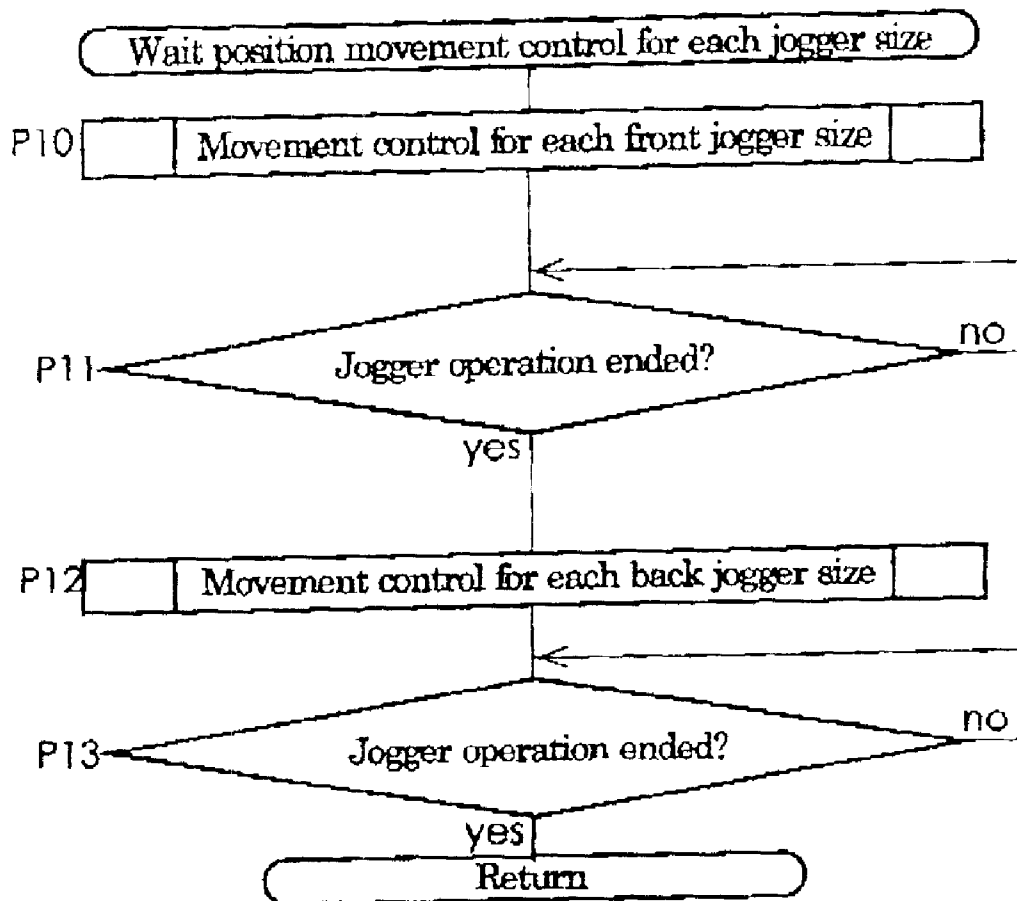 Wait position movement control for each jogger size
P10
Movement control for each front jogger size
P11
Jogger operation ended?
no
yes
P12
Movement control for each back jogger size
P13
Jogger operation ended?
no
yes
Return